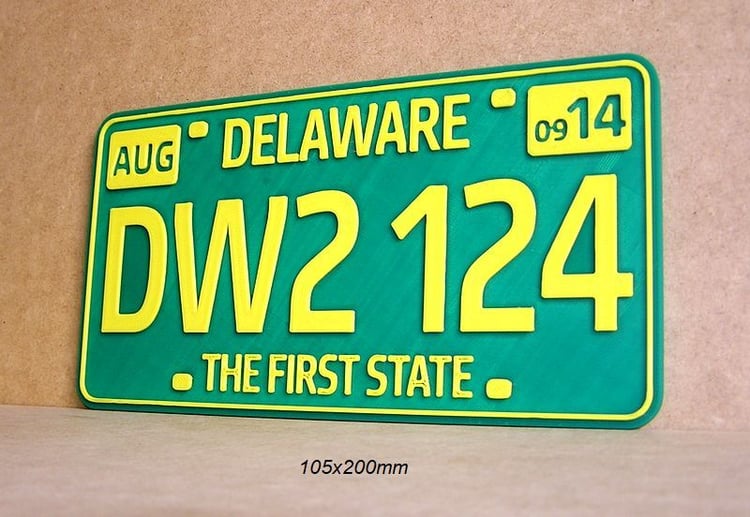 AUG
DELAWARE
09 14
DW2 124
THE FIRST STATE
105x200mm